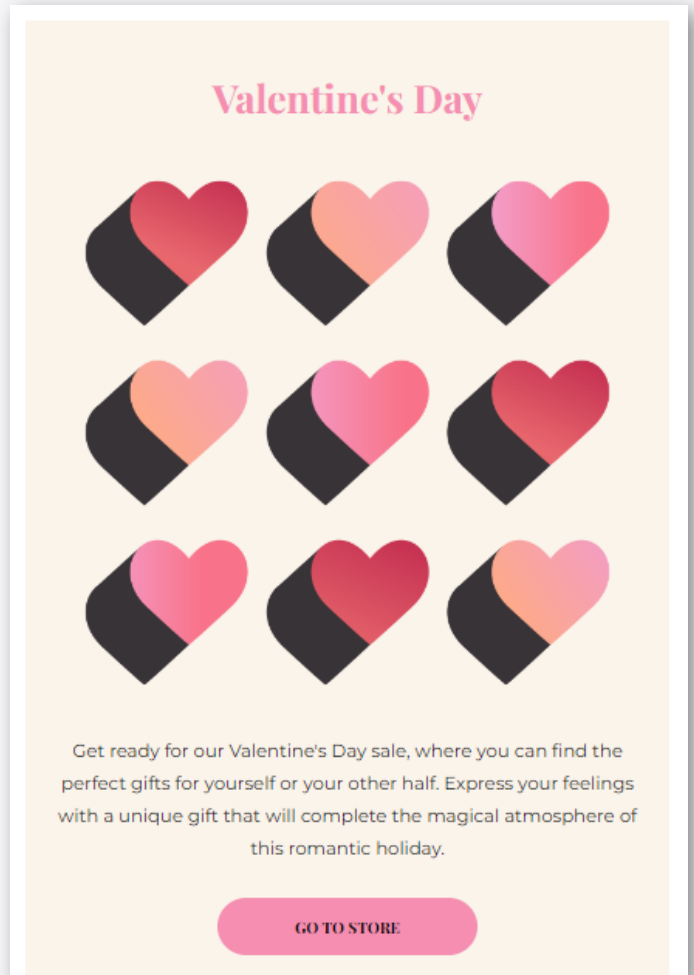 Valentine's Day
Get ready for our Valentine's Day sale, where you can find the
perfect gifts for yourself or your other half. Express your feelings
with a unique gift that will complete the magical atmosphere of
this romantic holiday.
GO TO STORE